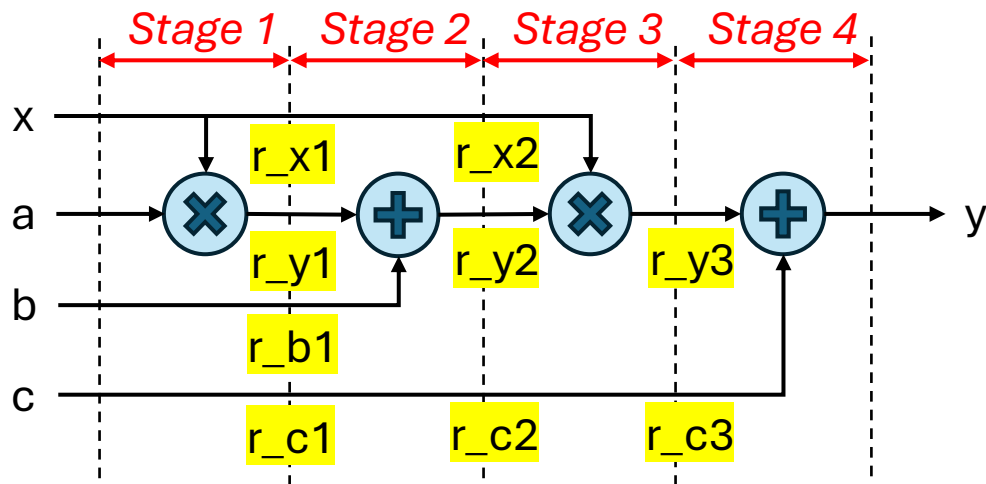 Stage 1 Stage 2 Stage 3 Stage 4
x
r_x1 r_x2
a
y
r_y1 r_y2 r_y3
b
r_b1
c
r_c1 r_c2 r_c3